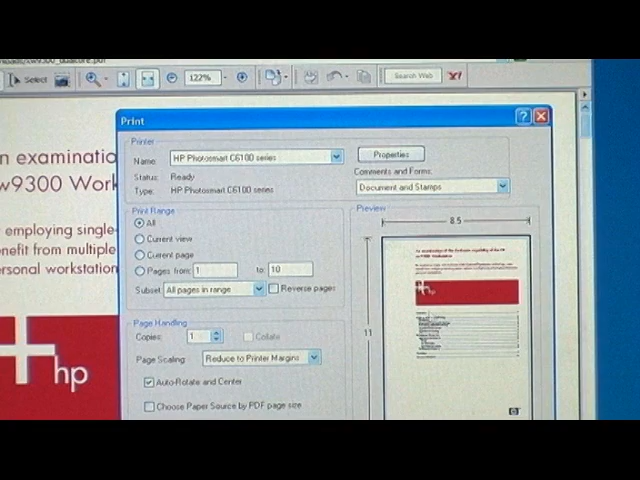 Select
122%
Search Web
Y!
Print
n examinatio
w9300 Work
employing single-
enefit from multiple
ersonal workstation
hp
Printer
Name:
HP Photosmart C6100 series
Properties
Status:
Ready
Type:
HP Photosmart C6100 series
Comments and Forms:
Document and Stamps
Print Range
All
Current view
Current page
Pages from:
1
to:
10
Subset:
All pages in range
Reverse pages
Preview
8.5
11
hp
Page Handling
Copies:
1
Collate
Page Scaling:
Reduce to Printer Margins
Auto-Rotate and Center
Choose Paper Source by PDF page size